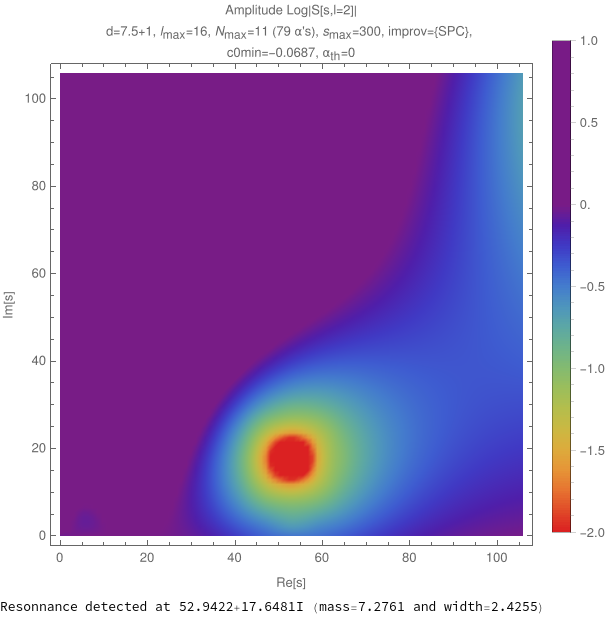 Amplitude Log|S[s,l=2]|
d=7.5+1, lmax=16, Nmax=11 (79 α's), smax=300, improv={SPC},
c0min=-0.0687, αth=0
1.0
100
0.5
80
0.
60
Im[s]
-0.5
40
-1.0
20
-1.5
0
-2.0
0 20 40 60 80 100
Re[s]
Resonnance detected at 52.9422+17.6481I (mass=7.2761 and width=2.4255)